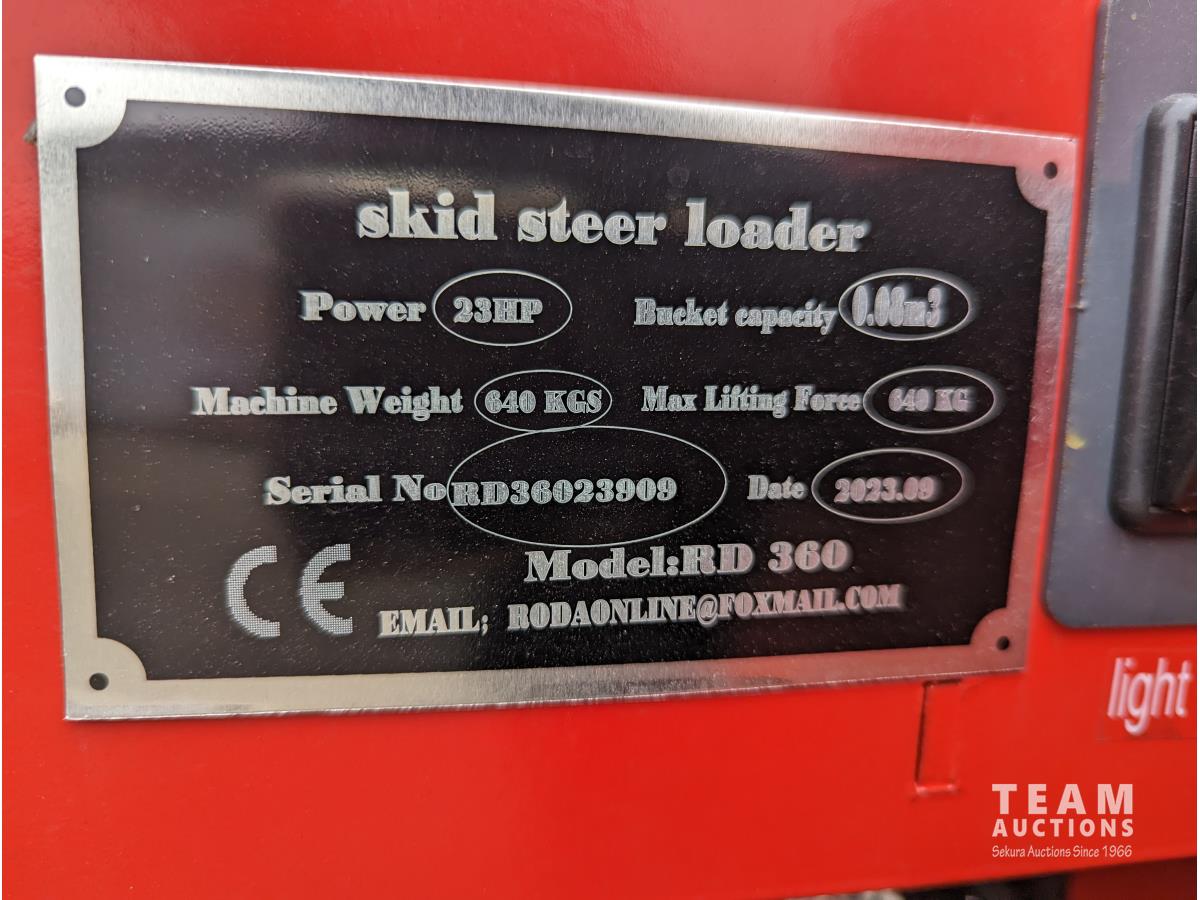 skid steer loader
Power 23HP Bucket capacity 0.08m3
Machine Weight 640 KGS Max Lifting Force 640 KG
Serial No RD36023909 Date 2023.09
Model:RD 360
CE EMAIL; RODAONLINE@FOXMAIL.COM
light
TEAM
AUCTIONS
Sekura Auctions Since 1966